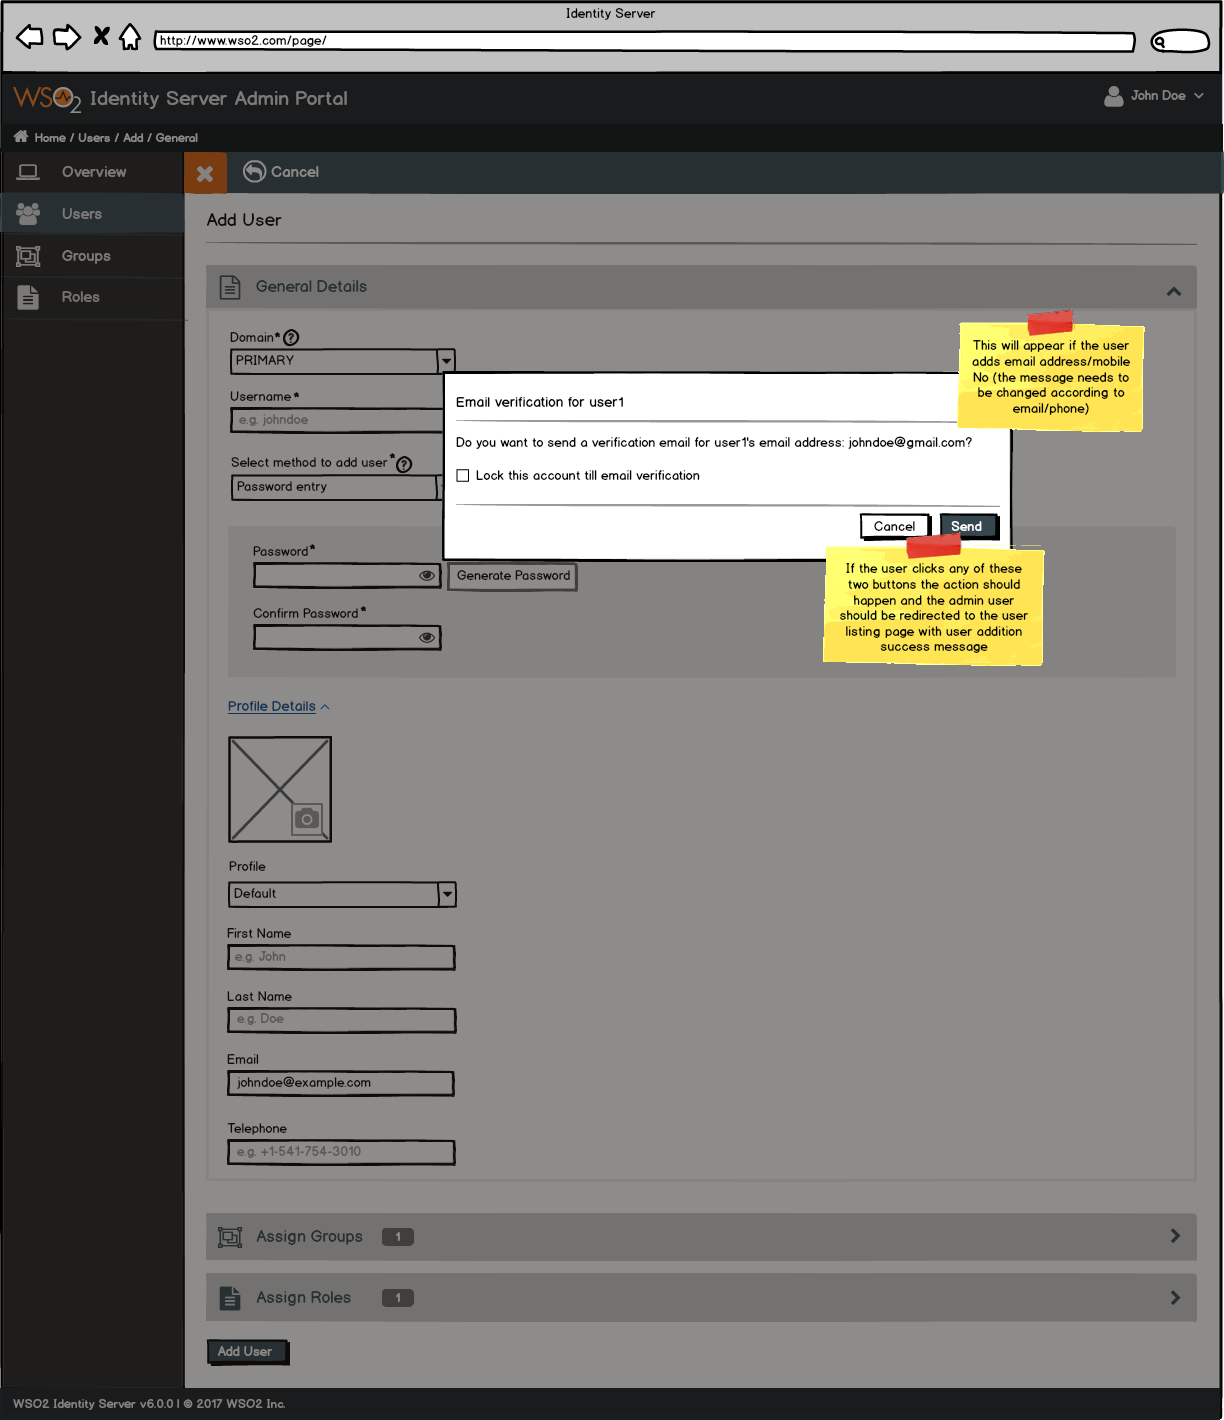 Identity Server
http://www.wso2.com/page/
WSO2 Identity Server Admin Portal
John Doe
Home / Users / Add / General
Overview
Cancel
Users
Groups
Roles
Add User
General Details
Domain*
PRIMARY
Username*
e.g. johndoe
Select method to add user*
Password entry
This will appear if the user
adds email address/mobile
No (the message needs to
be changed according to
email/phone)
Email verification for user1
Do you want to send a verification email for user1's email address: johndoe@gmail.com?
Lock this account till email verification
Cancel
Send
If the user clicks any of these
two buttons the action should
happen and the admin user
should be redirected to the user
listing page with user addition
success message
Password*
Generate Password
Confirm Password*
Profile Details
Profile
Default
First Name
e.g. John
Last Name
e.g. Doe
Email
johndoe@example.com
Telephone
e.g. +1-541-754-3010
Assign Groups 1
Assign Roles 1
Add User
WSO2 Identity Server v6.0.0 | © 2017 WSO2 Inc.